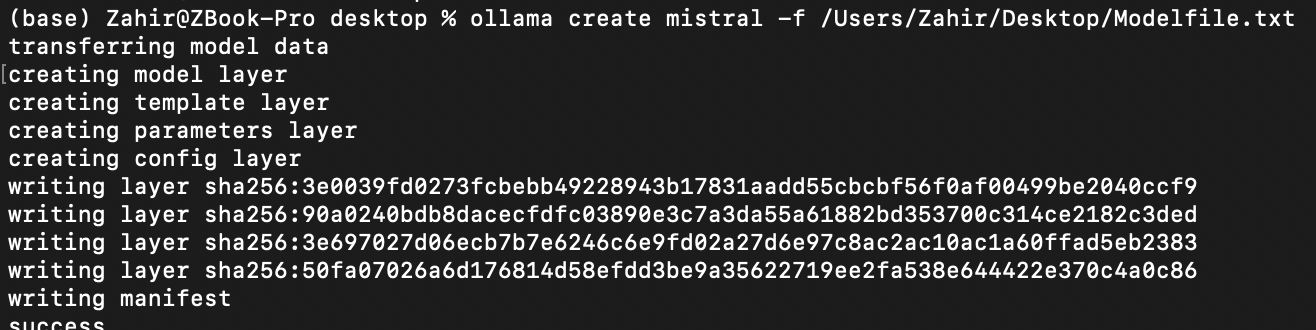 (base) Zahir@ZBook-Pro desktop % ollama create mistral -f /Users/Zahir/Desktop/Modelfile.txt
transferring model data
creating model layer
creating template layer
creating parameters layer
creating config layer
writing layer sha256:3e0039fd0273fcbebb49228943b17831aadd55cbcbf56f0af00499be2040ccf9
writing layer sha256:90a0240bdb8dacecfdfc03890e3c7a3da55a61882bd353700c314ce2182c3ded
writing layer sha256:3e697027d06ecb7b7e6246c6e9fd02a27d6e97c8ac2ac10ac1a60ffad5eb2383
writing layer sha256:50fa07026a6d176814d58efdd3be9a35622719ee2fa538e644422e370c4a0c86
writing manifest
success